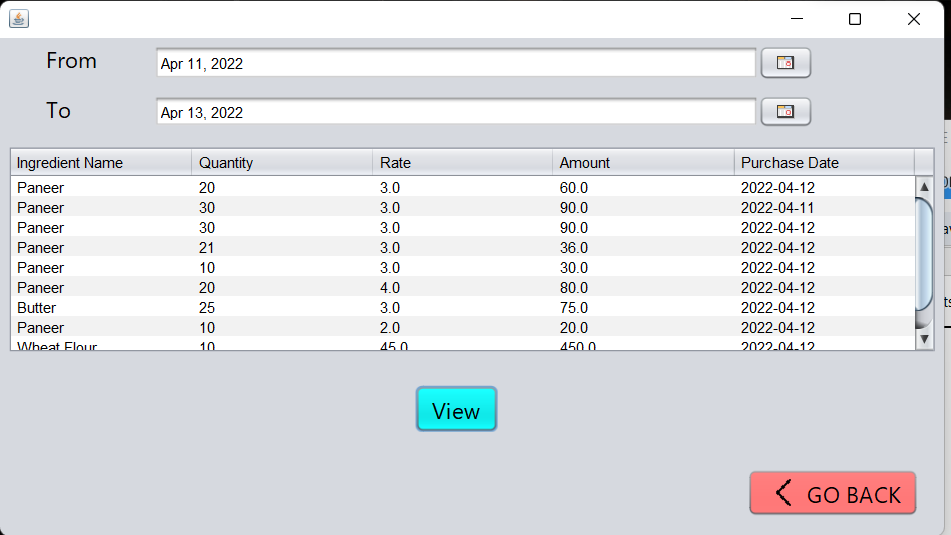 From Apr 11, 2022
To Apr 13, 2022
Ingredient Name Quantity Rate Amount Purchase Date
Paneer 20 3.0 60.0 2022-04-12
Paneer 30 3.0 90.0 2022-04-11
Paneer 30 3.0 90.0 2022-04-12
Paneer 21 3.0 36.0 2022-04-12
Paneer 10 3.0 30.0 2022-04-12
Paneer 20 4.0 80.0 2022-04-12
Butter 25 3.0 75.0 2022-04-12
Paneer 10 2.0 20.0 2022-04-12
Wheat Flour 10 45.0 450.0 2022-04-12
View
GO BACK